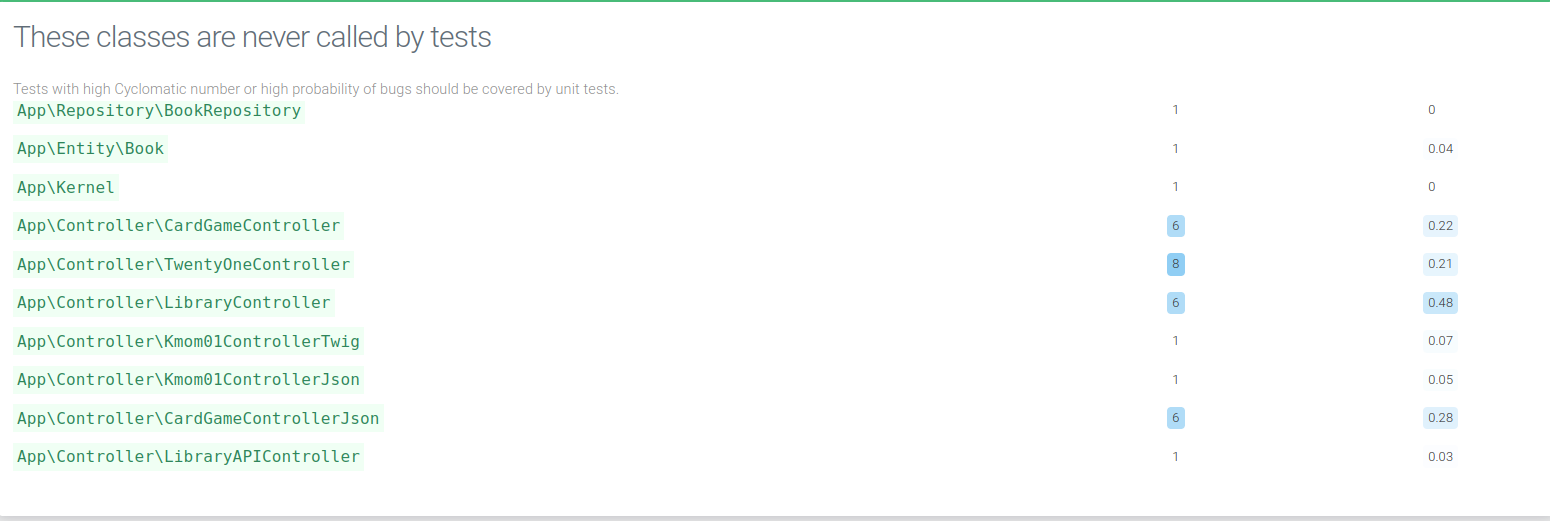 These classes are never called by tests
Tests with high Cyclomatic number or high probability of bugs should be covered by unit tests.
App\Repository\BookRepository 1 0
App\Entity\Book 1 0.04
App\Kernel 1 0
App\Controller\CardGameController 6 0.22
App\Controller\TwentyOneController 8 0.21
App\Controller\LibraryController 6 0.48
App\Controller\Kmom01ControllerTwig 1 0.07
App\Controller\Kmom01ControllerJson 1 0.05
App\Controller\CardGameControllerJson 6 0.28
App\Controller\LibraryAPIController 1 0.03